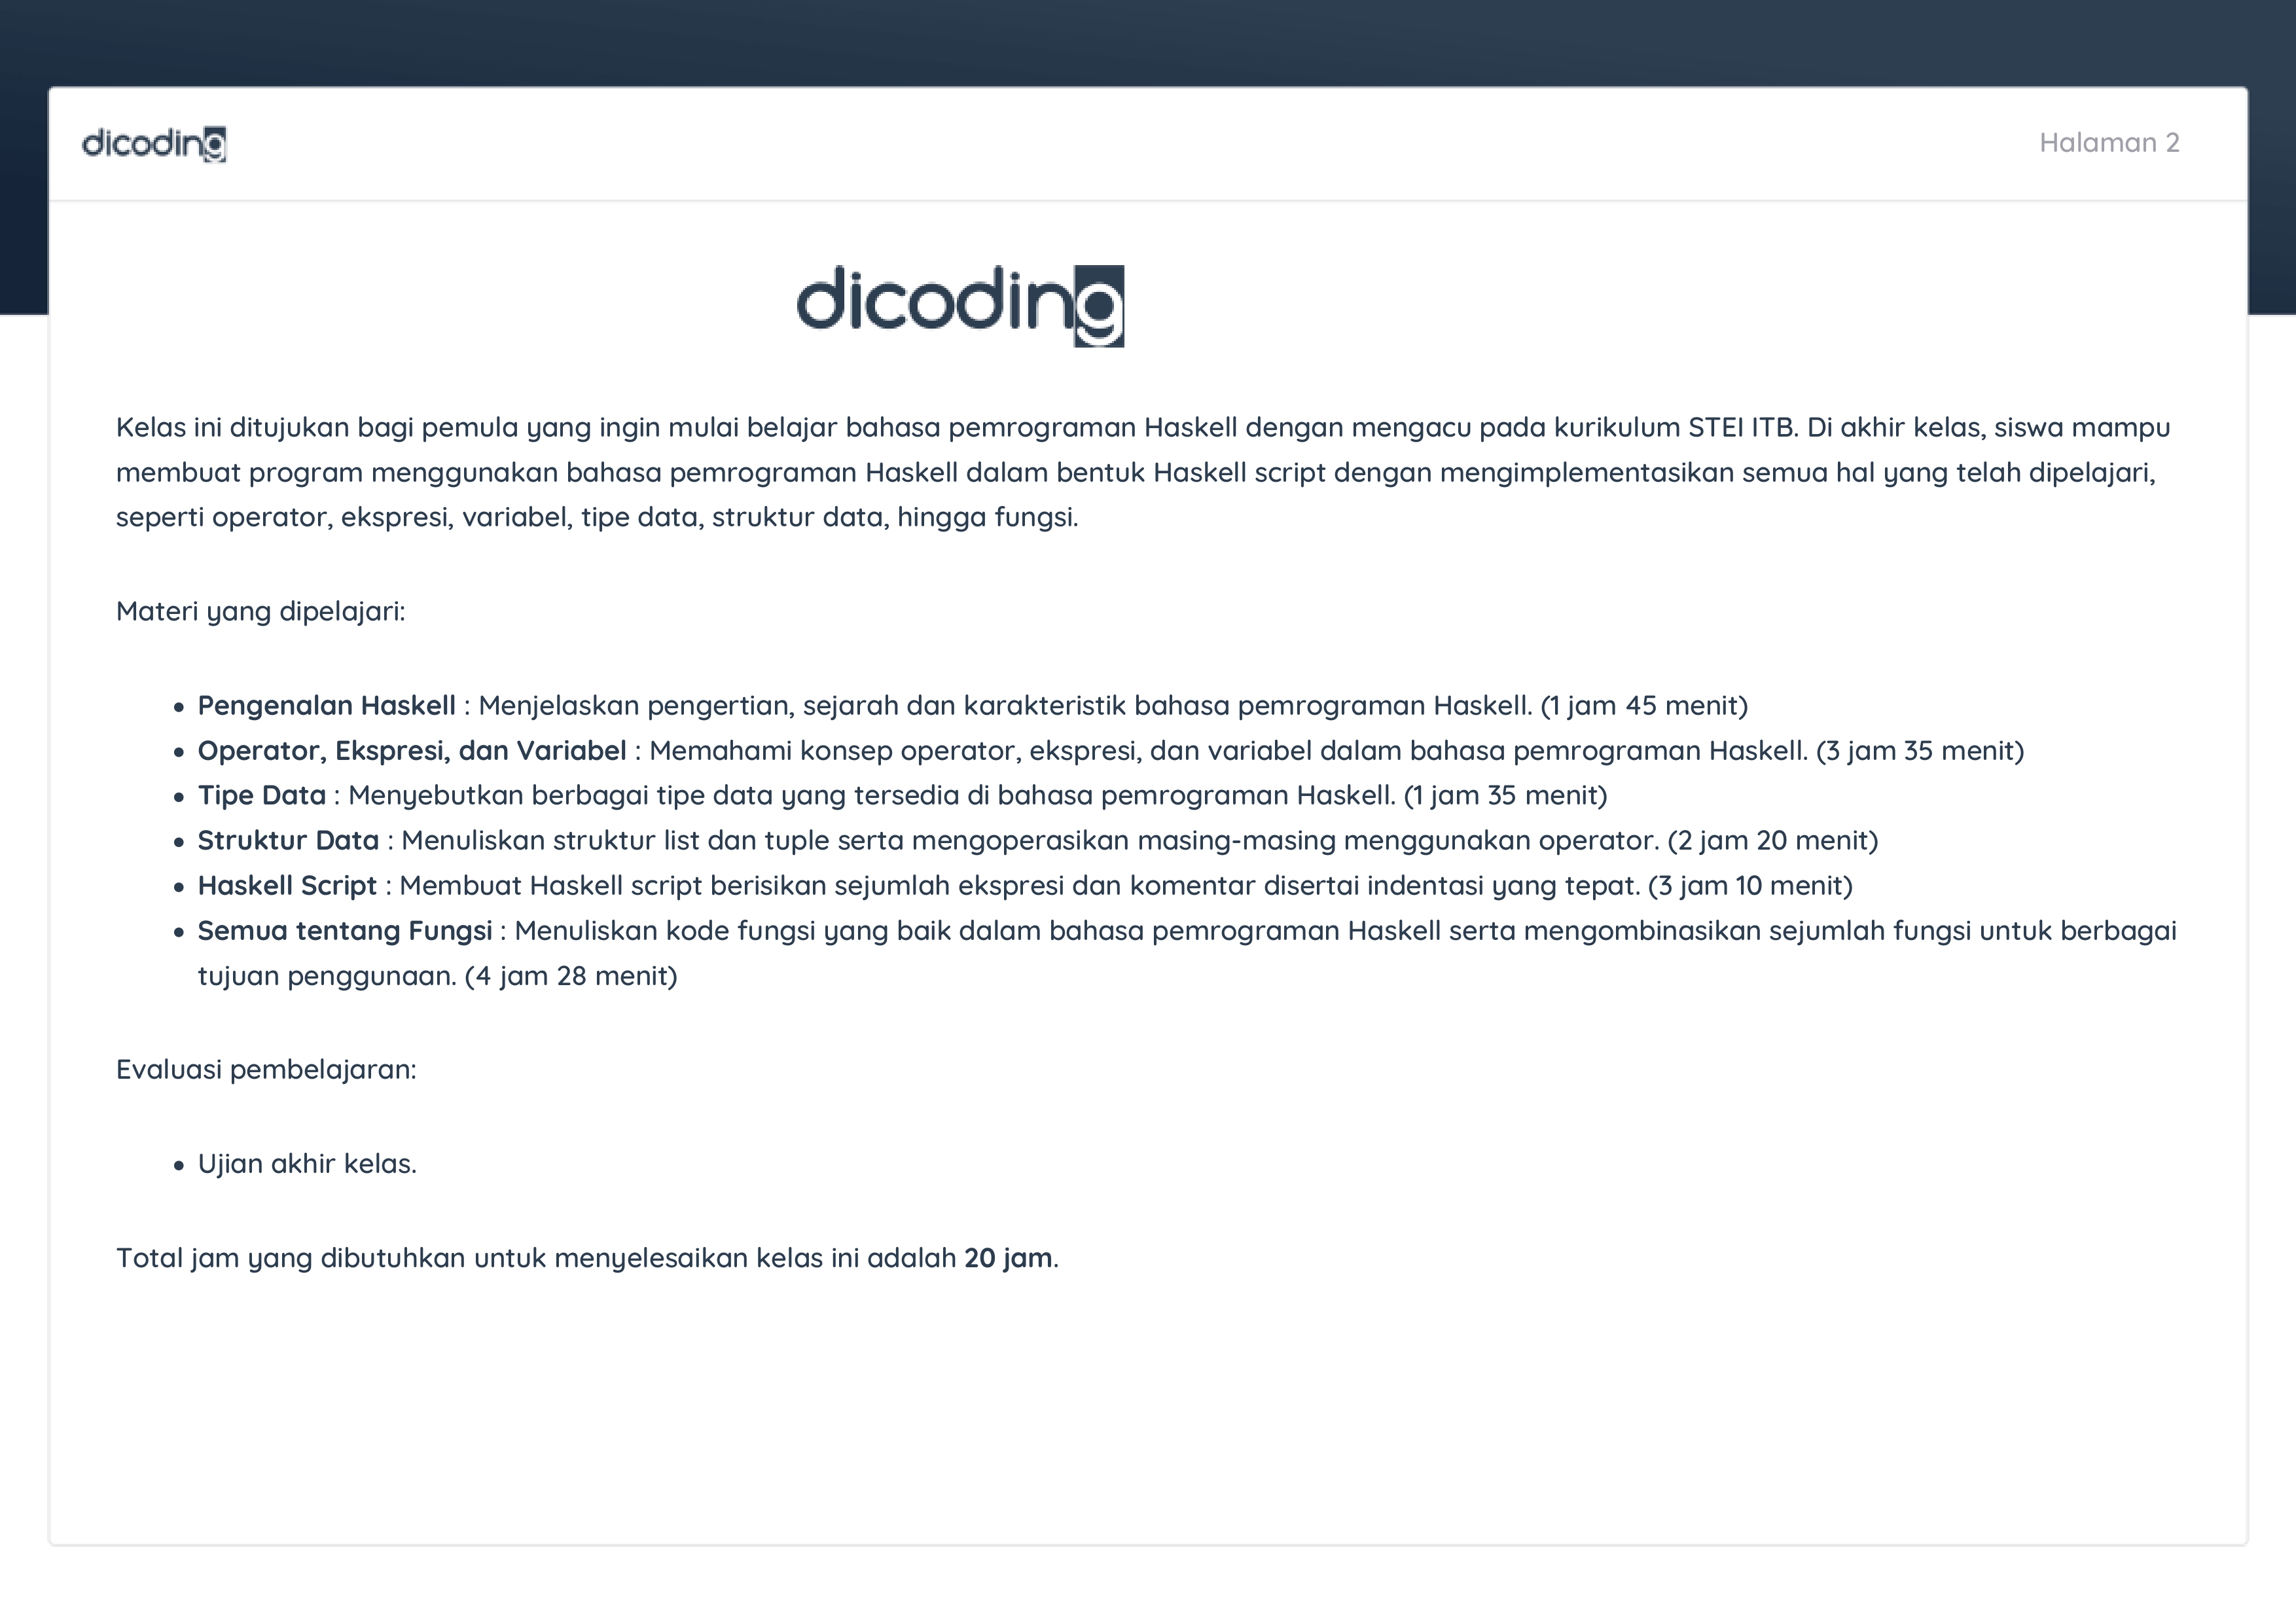 dicoding
Halaman 2
dicoding
Kelas ini ditujukan bagi pemula yang ingin mulai belajar bahasa pemrograman Haskell dengan mengacu pada kurikulum STEI ITB. Di akhir kelas, siswa mampu
membuat program menggunakan bahasa pemrograman Haskell dalam bentuk Haskell script dengan mengimplementasikan semua hal yang telah dipelajari,
seperti operator, ekspresi, variabel, tipe data, struktur data, hingga fungsi.
Materi yang dipelajari:
• Pengenalan Haskell : Menjelaskan pengertian, sejarah dan karakteristik bahasa pemrograman Haskell. (1 jam 45 menit)
• Operator, Ekspresi, dan Variabel : Memahami konsep operator, ekspresi, dan variabel dalam bahasa pemrograman Haskell. (3 jam 35 menit)
• Tipe Data : Menyebutkan berbagai tipe data yang tersedia di bahasa pemrograman Haskell. (1 jam 35 menit)
• Struktur Data : Menuliskan struktur list dan tuple serta mengoperasikan masing-masing menggunakan operator. (2 jam 20 menit)
• Haskell Script : Membuat Haskell script berisikan sejumlah ekspresi dan komentar disertai indentasi yang tepat. (3 jam 10 menit)
• Semua tentang Fungsi : Menuliskan kode fungsi yang baik dalam bahasa pemrograman Haskell serta mengombinasikan sejumlah fungsi untuk berbagai
tujuan penggunaan. (4 jam 28 menit)
Evaluasi pembelajaran:
• Ujian akhir kelas.
Total jam yang dibutuhkan untuk menyelesaikan kelas ini adalah 20 jam.